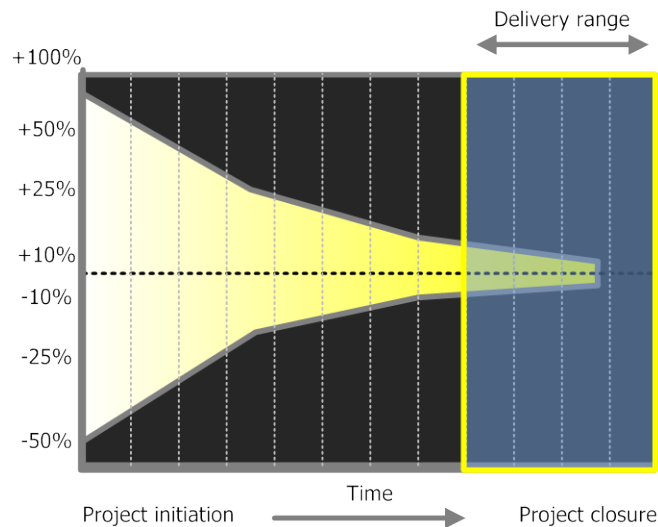 Delivery range
+100%
+50%
+25%
+10%
-10%
-25%
-50%
Time
Project initiation
Project closure